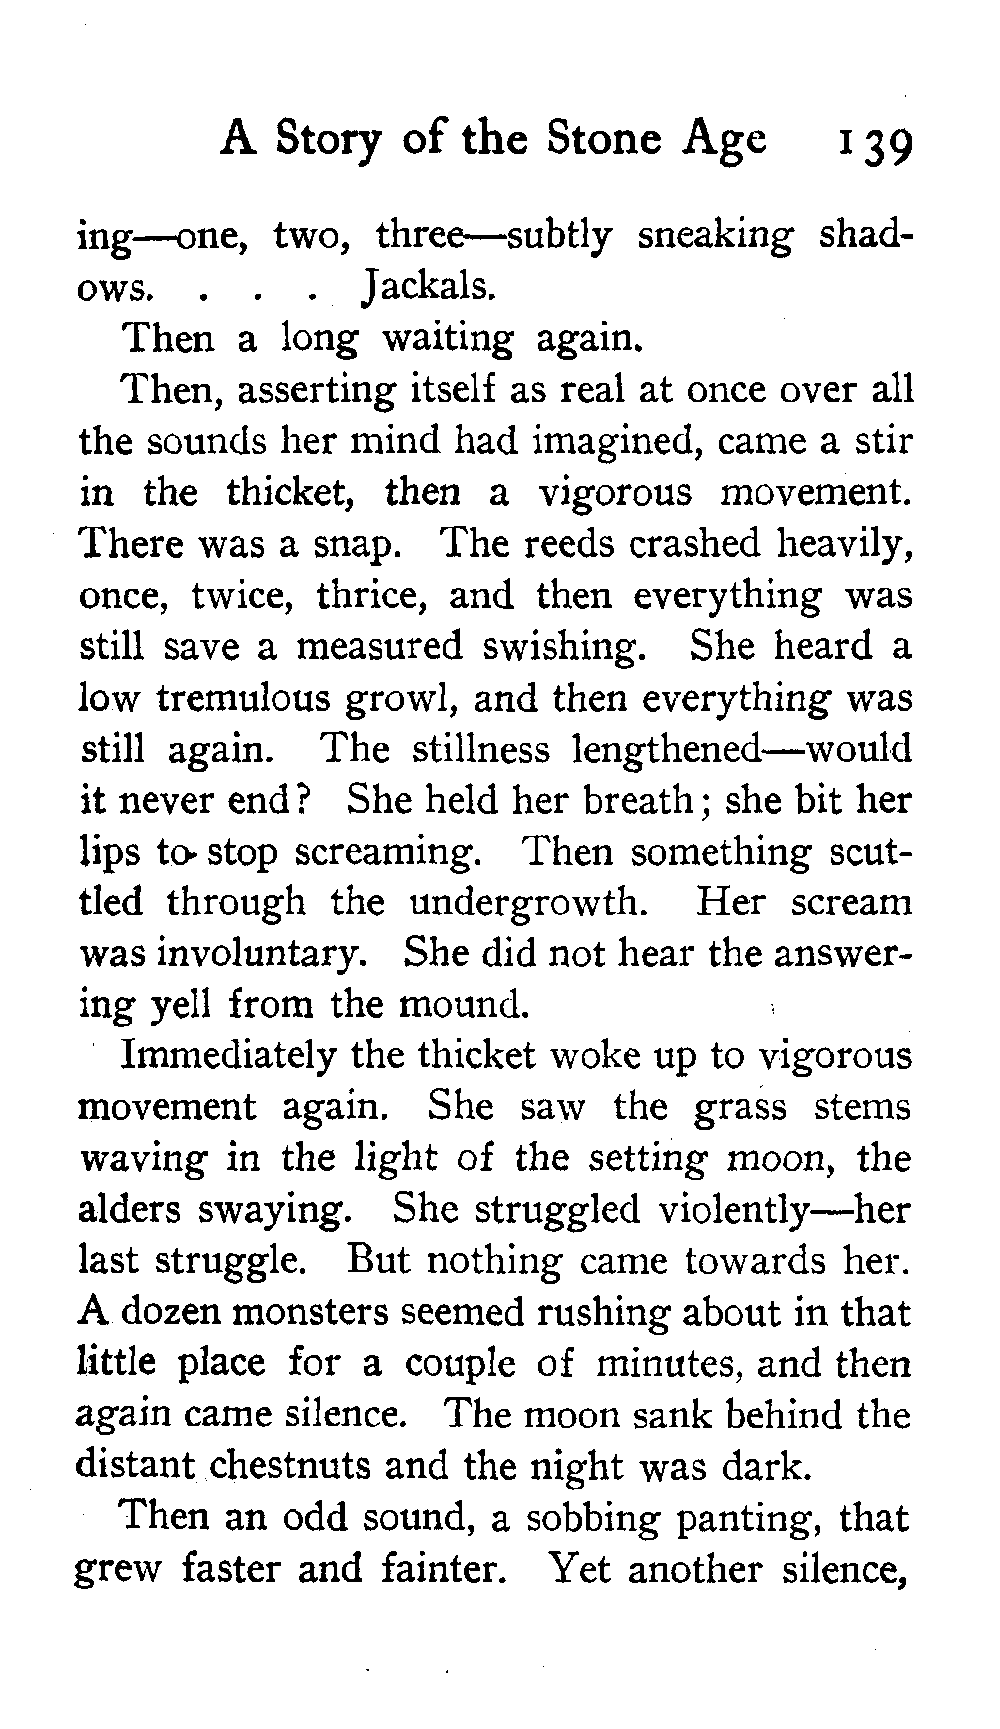 A Story of the Stone Age 139
ing—one, two, three—subtly sneaking shad-
ows. . . . Jackals.
Then a long waiting again.
Then, asserting itself as real at once over all
the sounds her mind had imagined, came a stir
in the thicket, then a vigorous movement.
There was a snap. The reeds crashed heavily,
once, twice, thrice, and then everything was
still save a measured swishing. She heard a
low tremulous growl, and then everything was
still again. The stillness lengthened—would
it never end? She held her breath; she bit her
lips to stop screaming. Then something scut-
tled through the undergrowth. Her scream
was involuntary. She did not hear the answer-
ing yell from the mound.
Immediately the thicket woke up to vigorous
movement again. She saw the grass stems
waving in the light of the setting moon, the
alders swaying. She struggled violently—her
last struggle. But nothing came towards her.
A dozen monsters seemed rushing about in that
little place for a couple of minutes, and then
again came silence. The moon sank behind the
distant chestnuts and the night was dark.
Then an odd sound, a sobbing panting, that
grew faster and fainter. Yet another silence,